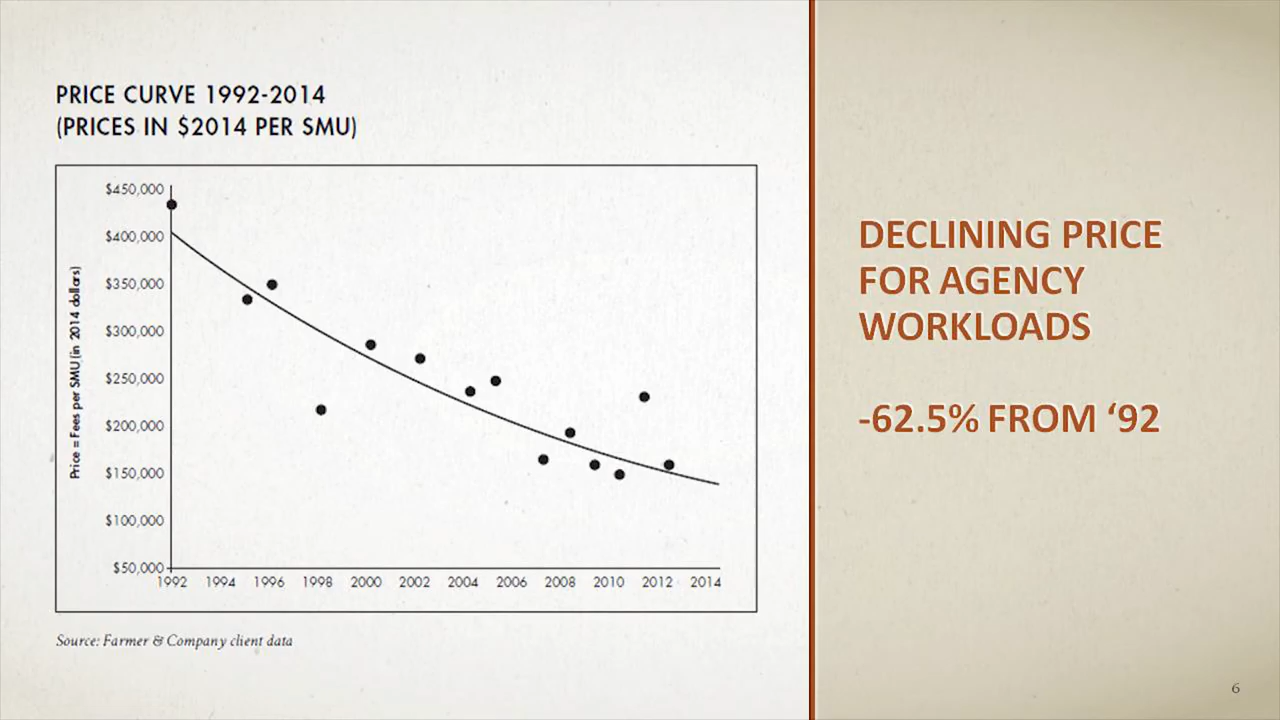 PRICE CURVE 1992-2014
(PRICES IN $2014 PER SMU)
Price = Fees per SMU (in 2014 dollars)
$450,000
$400,000
$350,000
$300,000
$250,000
$200,000
$150,000
$100,000
$50,000
1992 1994 1996 1998 2000 2002 2004 2006 2008 2010 2012 2014
Source: Farmer & Company client data
DECLINING PRICE
FOR AGENCY
WORKLOADS
-62.5% FROM ‘92
6